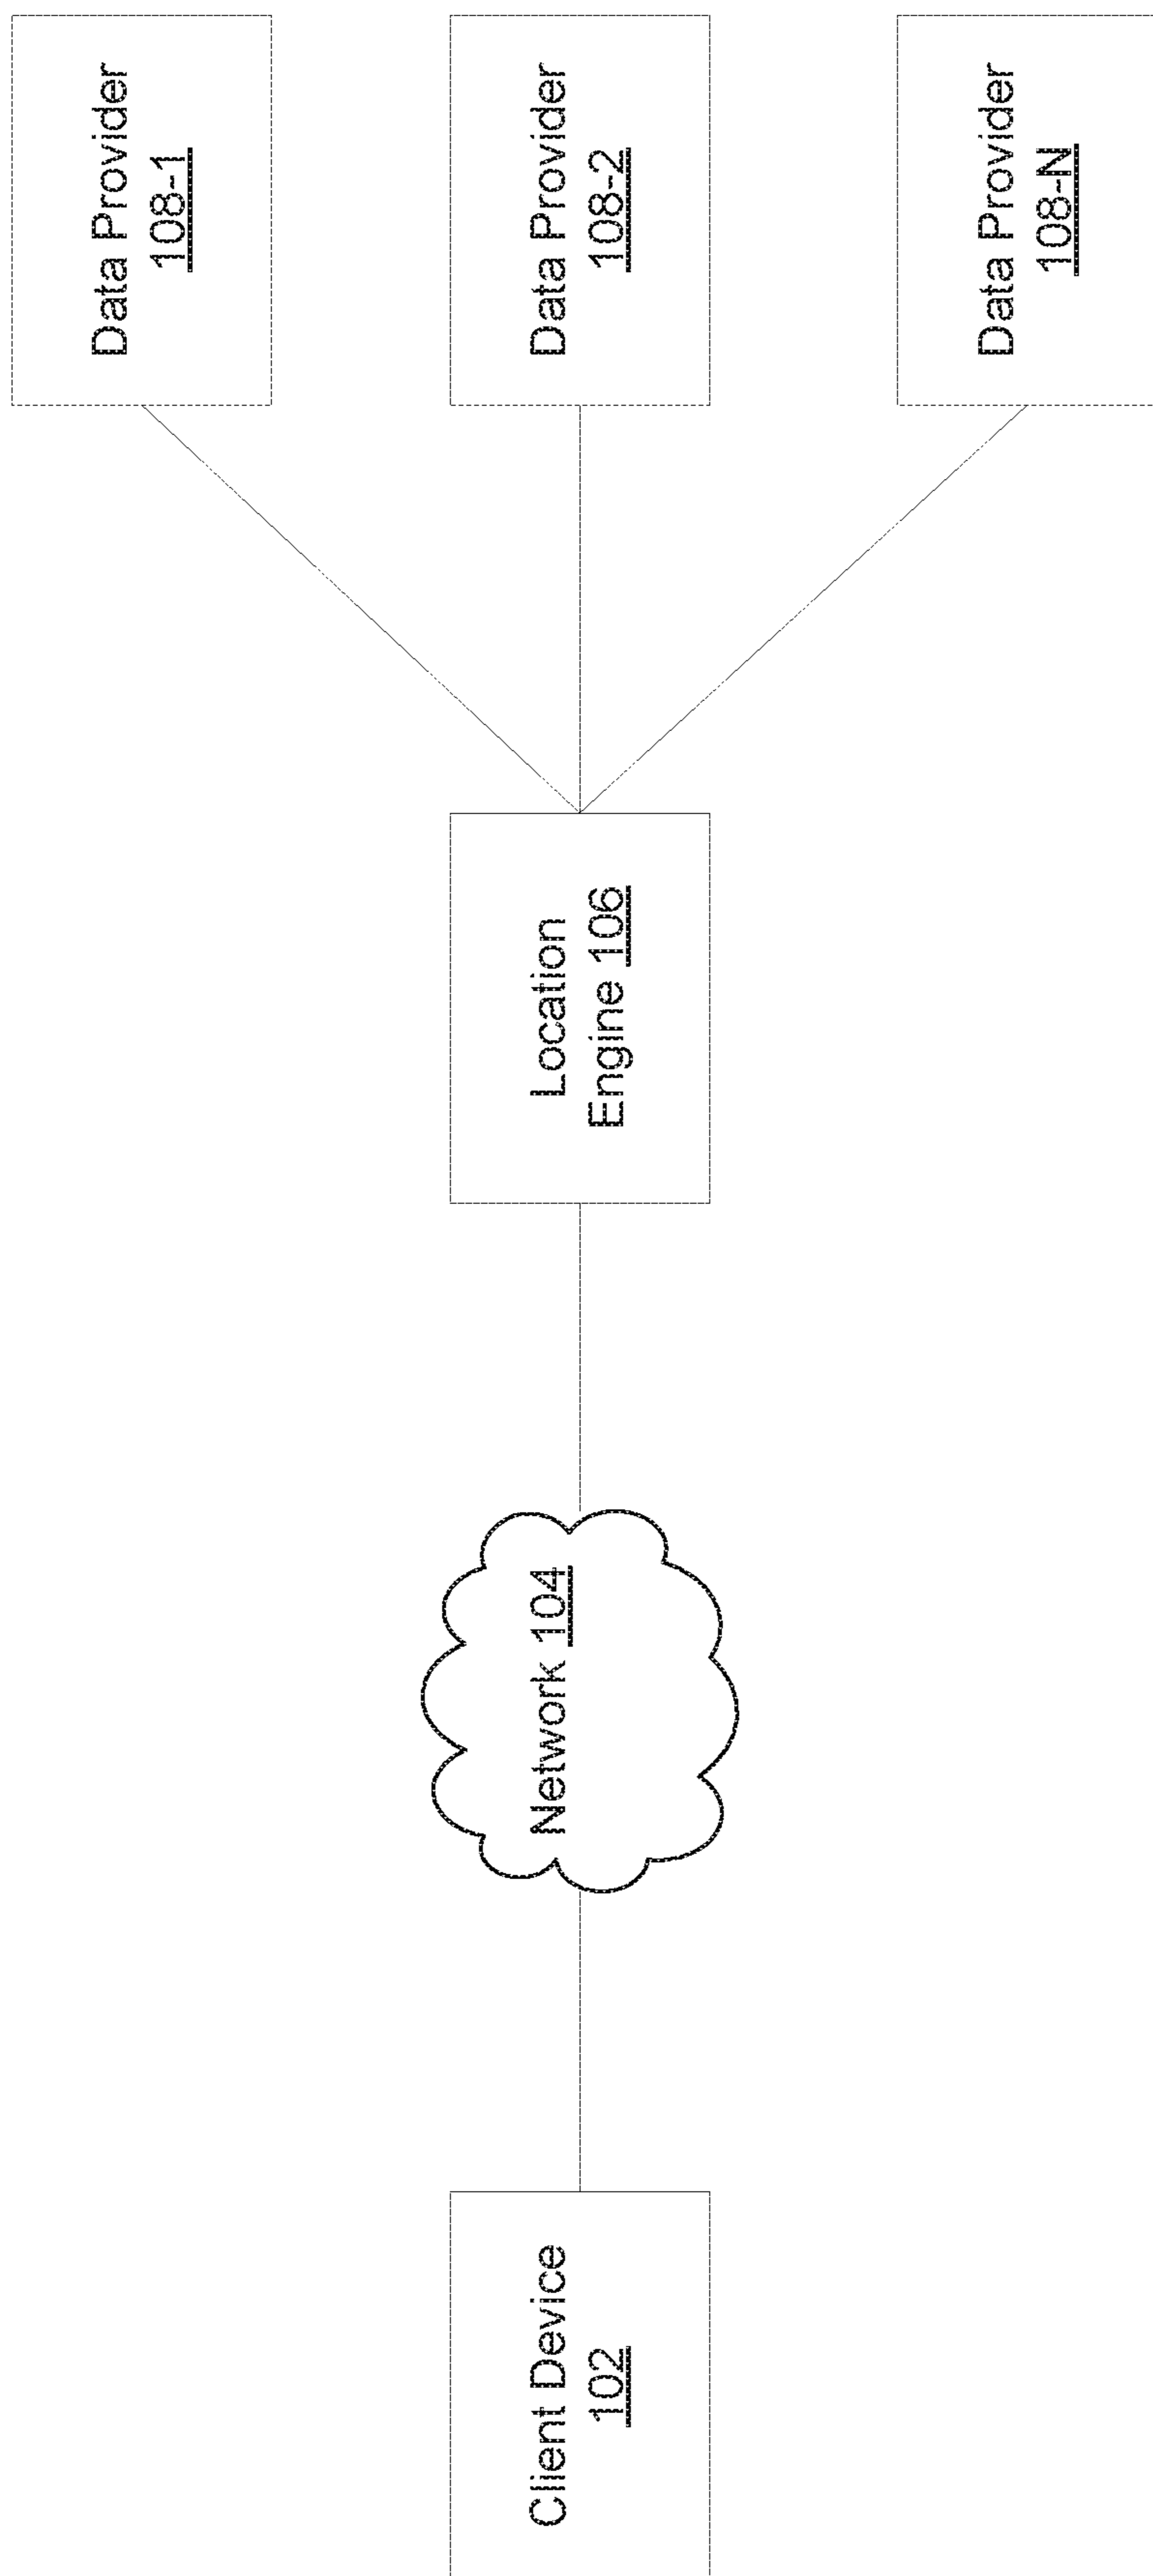 Client Device
102
Network 104
Location
Engine 106
Data Provider
108-1
Data Provider
108-2
Data Provider
108-N